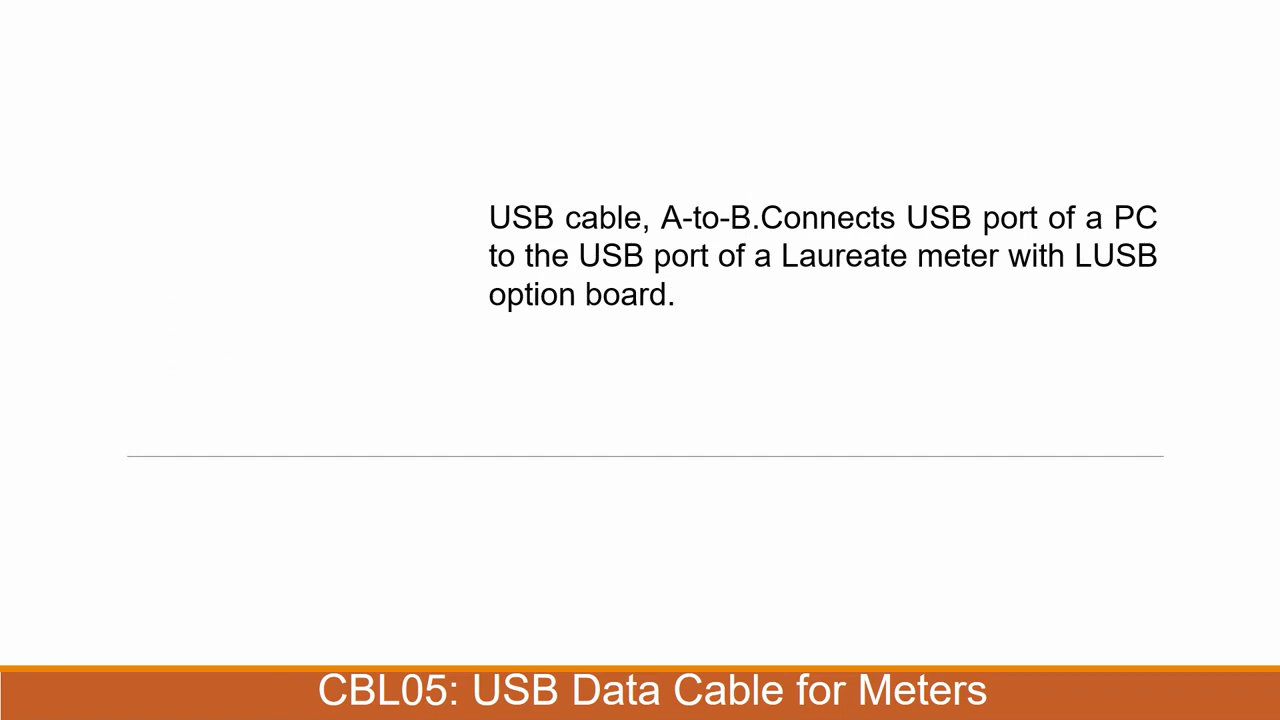 USB cable, A-to-B.Connects USB port of a PC
to the USB port of a Laureate meter with LUSB
option board.
CBL05: USB Data Cable for Meters